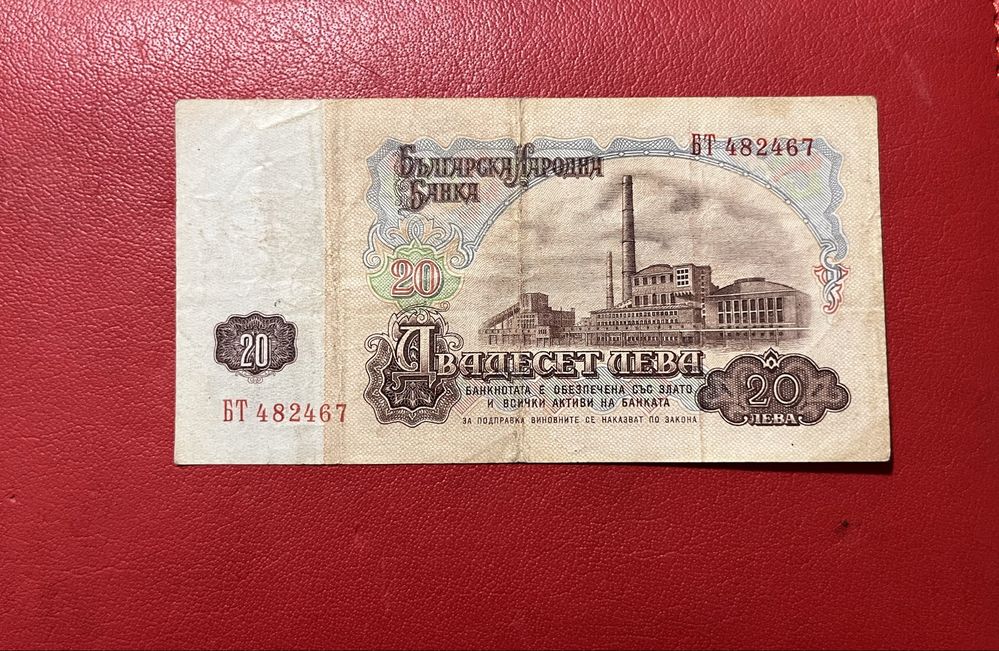 БТ 482467
Българска Народна
Банка
20
Двадесет лева
БАНКНОТАТА Е ОБЕЗПЕЧЕНА СЪС ЗЛАТО
И ВСИЧКИ АКТИВИ НА БАНКАТА
ЗА ПОДПРАВКА ВИНОВНИТЕ СЕ НАКАЗВАТ ПО ЗАКОНА
20
ЛЕВА
20
БТ 482467